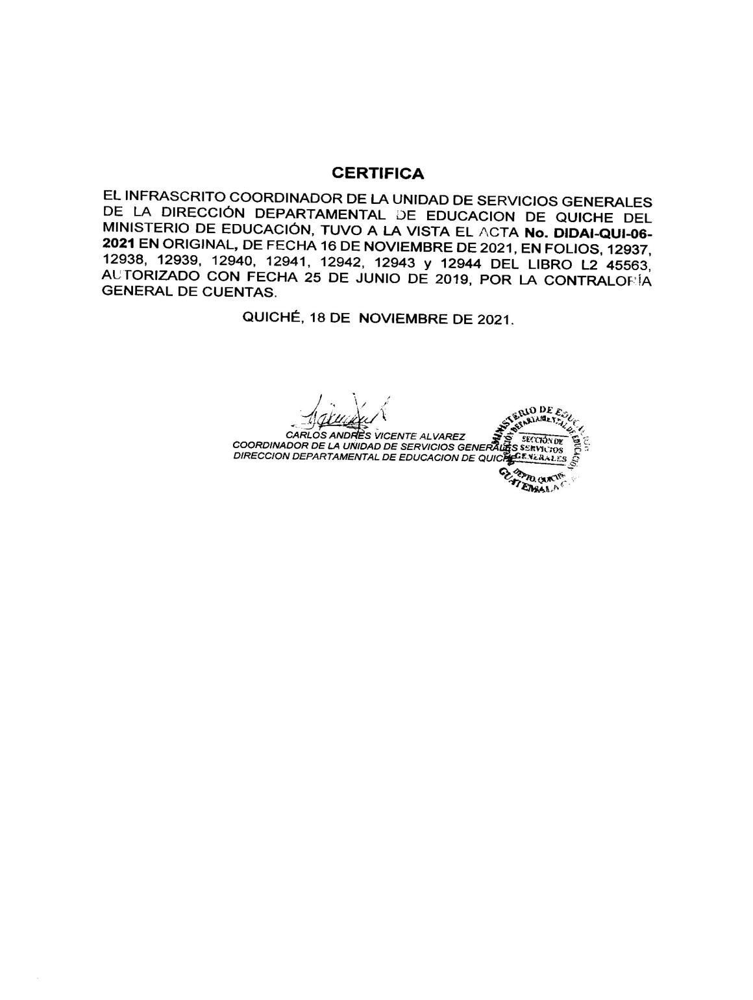 CERTIFICA
EL INFRASCRITO COORDINADOR DE LA UNIDAD DE SERVICIOS GENERALES
DE LA DIRECCIÓN DEPARTAMENTAL DE EDUCACION DE QUICHE DEL
MINISTERIO DE EDUCACIÓN, TUVO A LA VISTA EL ACTA No. DIDAI-QUI-06-
2021 EN ORIGINAL, DE FECHA 16 DE NOVIEMBRE DE 2021, EN FOLIOS, 12937,
12938, 12939, 12940, 12941, 12942, 12943 y 12944 DEL LIBRO L2 45563,
AUTORIZADO CON FECHA 25 DE JUNIO DE 2019, POR LA CONTRALORÍA
GENERAL DE CUENTAS.
QUICHÉ, 18 DE NOVIEMBRE DE 2021.
CARLOS ANDRES VICENTE ALVAREZ
COORDINADOR DE LA UNIDAD DE SERVICIOS GENERALES
DIRECCION DEPARTAMENTAL DE EDUCACION DE QUICHE
MINISTERIO DE EDUCACIÓN
DIRECCIÓN DEPARTAMENTAL DE EDUCACIÓN
SECCIÓN DE
SERVICIOS
GENERALES
DEPTO. QUICHE
GUATEMALA C.